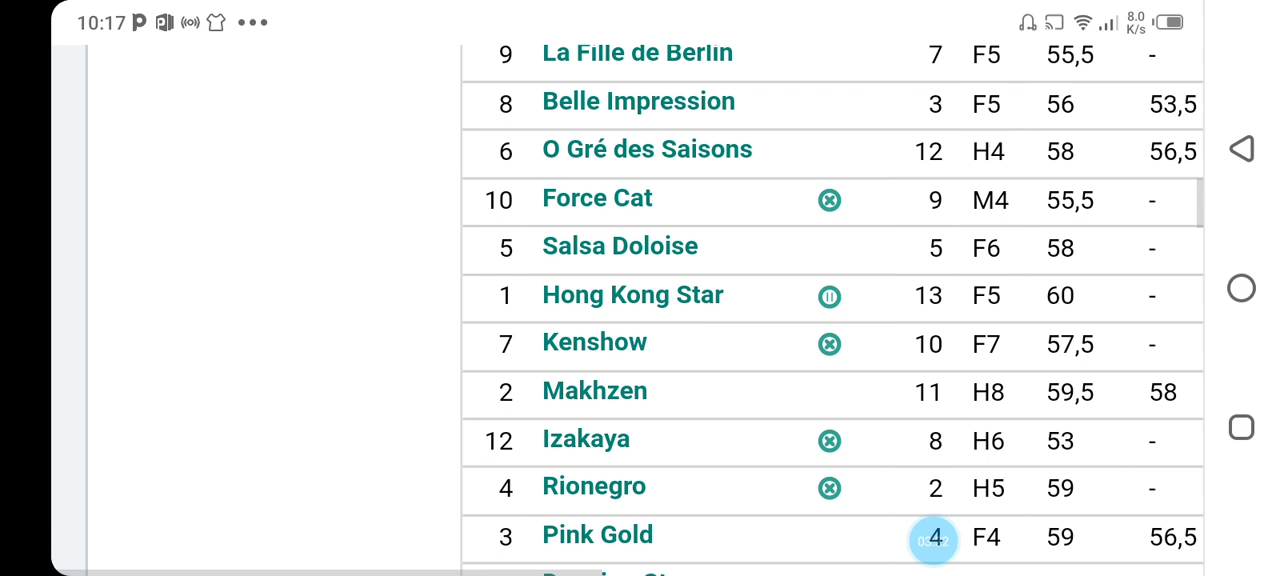 10:17 8.0 K/s
9 La Fille de Berlin 7 F5 55,5 -
8 Belle Impression 3 F5 56 53,5
6 O Gré des Saisons 12 H4 58 56,5
10 Force Cat 9 M4 55,5 -
5 Salsa Doloise 5 F6 58 -
1 Hong Kong Star 13 F5 60 -
7 Kenshow 10 F7 57,5 -
2 Makhzen 11 H8 59,5 58
12 Izakaya 8 H6 53 -
4 Rionegro 2 H5 59 -
3 Pink Gold 4 F4 59 56,5